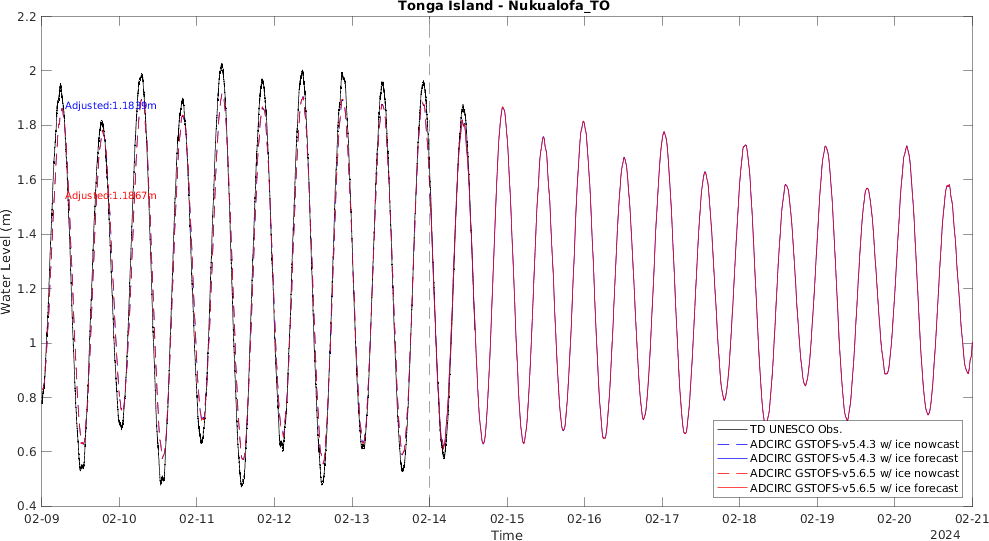 Tonga Island - Nukualofa_TO
2.2
2
1.8
1.6
1.4
1.2
1
0.8
0.6
0.4
Water Level (m)
Adjusted:1.1839m
Adjusted:1.1867m
TD UNESCO Obs.
ADCIRC GSTOFS-v5.4.3 w/ ice nowcast
ADCIRC GSTOFS-v5.4.3 w/ ice forecast
ADCIRC GSTOFS-v5.6.5 w/ ice nowcast
ADCIRC GSTOFS-v5.6.5 w/ ice forecast
02-09 02-10 02-11 02-12 02-13 02-14 02-15 02-16 02-17 02-18 02-19 02-20 02-21
Time
2024